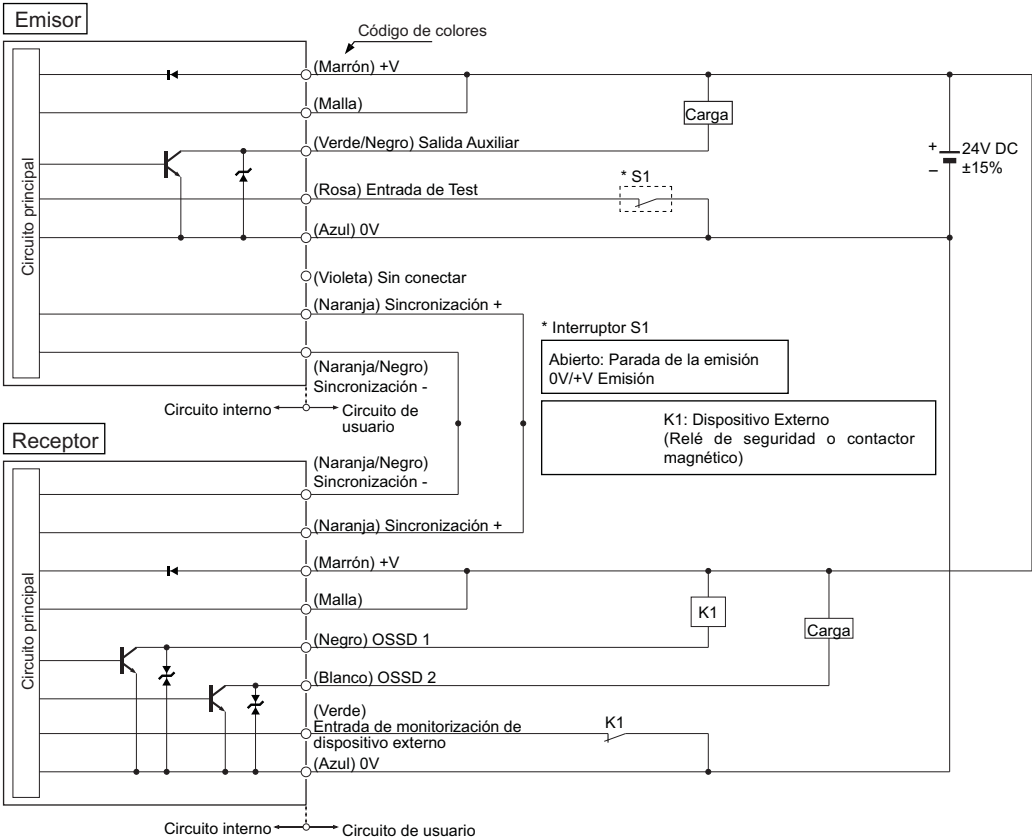 Emisor
Código de colores
(Marrón) +V
(Malla)
Carga
(Verde/Negro) Salida Auxiliar
+
24V DC
−
±15%
* S1
(Rosa) Entrada de Test
(Azul) 0V
Circuito principal
(Violeta) Sin conectar
(Naranja) Sincronización +
* Interruptor S1
Abierto: Parada de la emisión
0V/+V Emisión
(Naranja/Negro)
Sincronización -
Circuito interno
Circuito de
usuario
K1: Dispositivo Externo
(Relé de seguridad o contactor
magnético)
Receptor
(Naranja/Negro)
Sincronización -
(Naranja) Sincronización +
(Marrón) +V
(Malla)
K1
Carga
(Negro) OSSD 1
(Blanco) OSSD 2
Circuito principal
(Verde)
Entrada de monitorización de
dispositivo externo
K1
(Azul) 0V
Circuito interno
Circuito de usuario